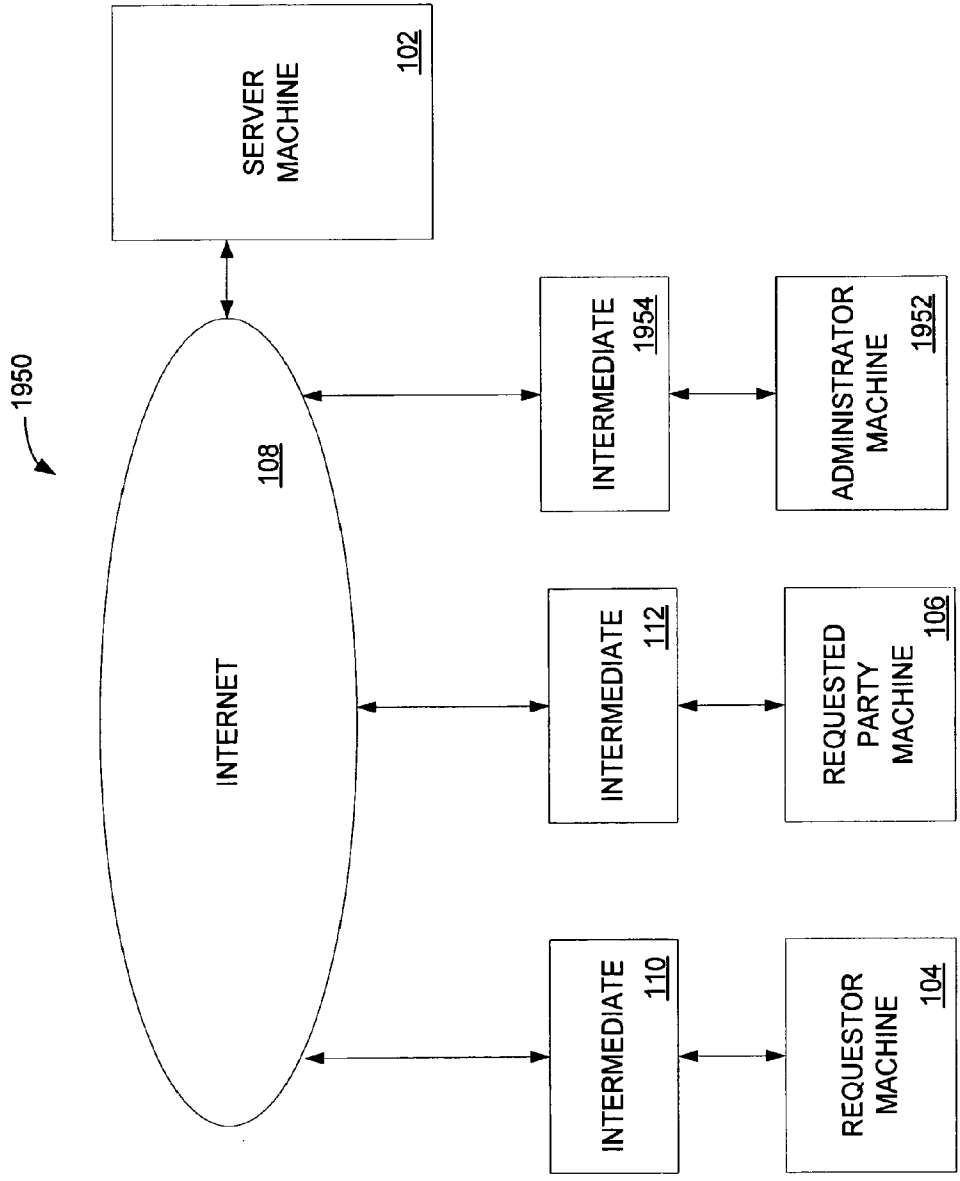 1950
SERVER
MACHINE
102
INTERNET
108
INTERMEDIATE
110
INTERMEDIATE
112
INTERMEDIATE
1954
REQUESTOR
MACHINE
104
REQUESTED
PARTY
MACHINE
106
ADMINISTRATOR
MACHINE
1952